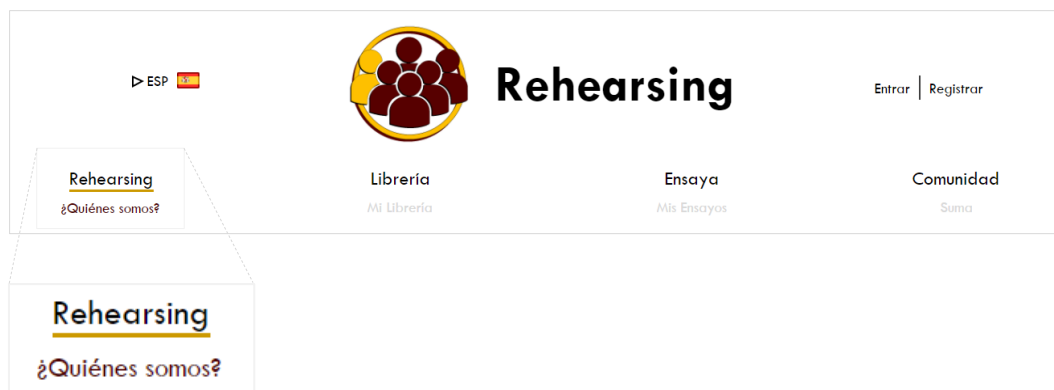 ESP
Rehearsing
Entrar | Registrar
Rehearsing Librería Ensaya Comunidad
¿Quiénes somos? Mi Librería Mis Ensayos Suma
Rehearsing
¿Quiénes somos?